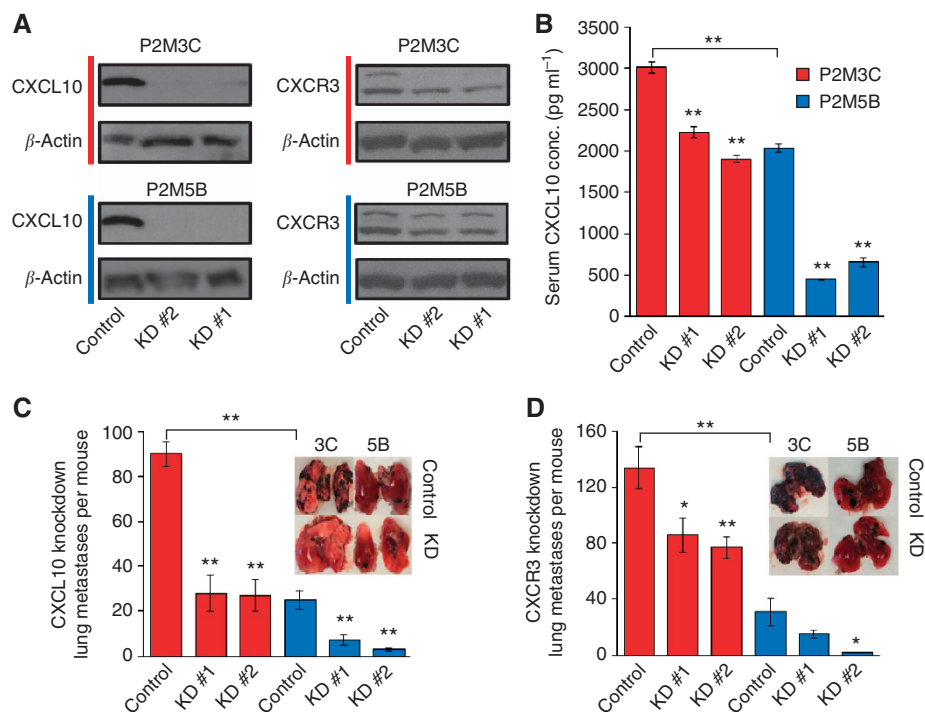 A
P2M3C
CXCL10
β-Actin
P2M5B
CXCL10
β-Actin
Control
KD #2
KD #1
P2M3C
CXCR3
β-Actin
P2M5B
CXCR3
β-Actin
Control
KD #2
KD #1
B
Serum CXCL10 conc. (pg ml⁻¹)
3500
3000
2500
2000
1500
1000
500
0
**
** ** ** **
P2M3C
P2M5B
Control
KD #1
KD #2
Control
KD #1
KD #2
C
CXCL10 knockdown
lung metastases per mouse
100
80
60
40
20
0
**
** ** ** **
3C 5B
Control
KD
Control
KD #1
KD #2
Control
KD #1
KD #2
D
CXCR3 knockdown
lung metastases per mouse
160
120
80
40
0
**
* ** *
3C 5B
Control
KD
Control
KD #1
KD #2
Control
KD #1
KD #2